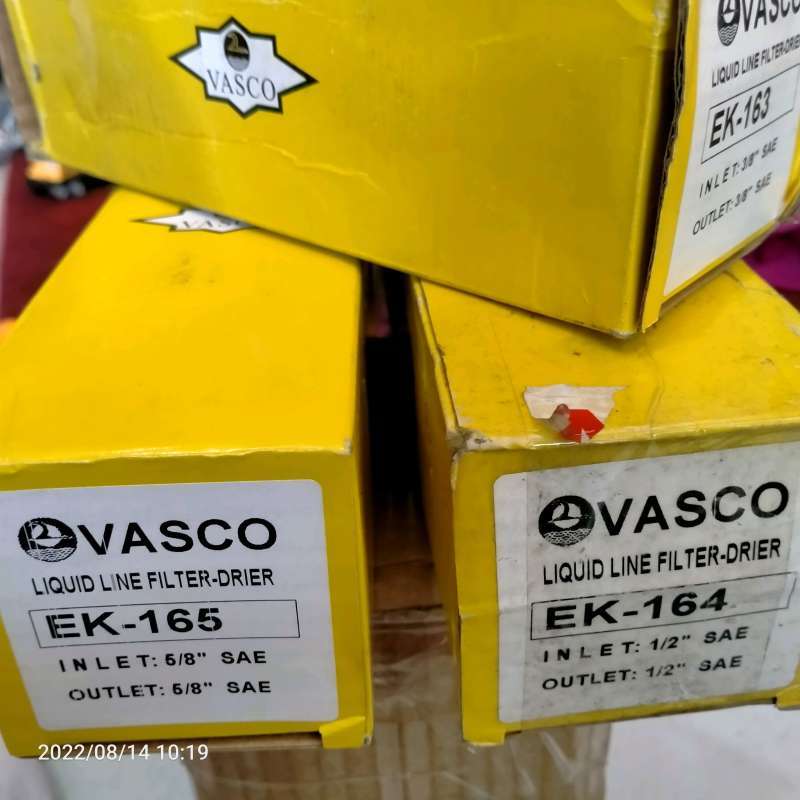 VASCO
VASCO
LIQUID LINE FILTER-DRIER
EK-163
INLET: 3/8" SAE
OUTLET: 3/8" SAE
VASCO
VASCO
LIQUID LINE FILTER-DRIER
EK-165
INLET: 5/8" SAE
OUTLET: 5/8" SAE
VASCO
LIQUID LINE FILTER-DRIER
EK-164
INLET: 1/2" SAE
OUTLET: 1/2" SAE
2022/08/14 10:19